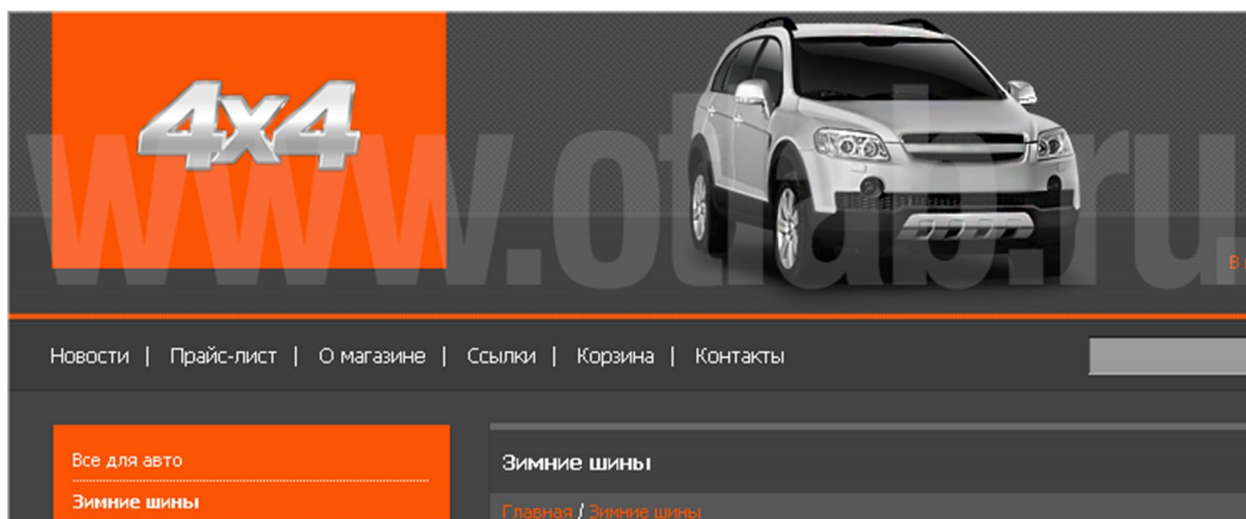 4x4
www.otlab.ru
В
Новости | Прайс-лист | О магазине | Ссылки | Корзина | Контакты
Все для авто
Зимние шины
Зимние шины
Главная / Зимние шины